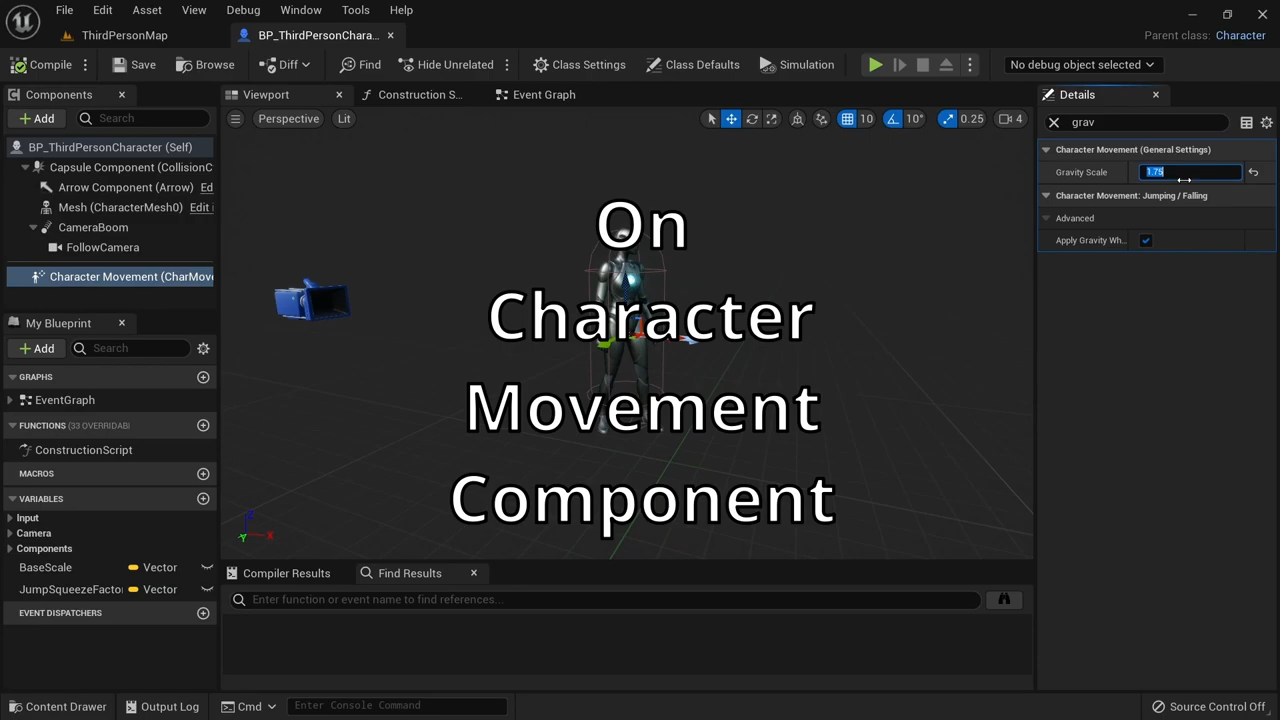 File Edit Asset View Debug Window Tools Help
ThirdPersonMap
BP_ThirdPersonChara...
Parent class: Character
Compile Save Browse Diff Find Hide Unrelated Class Settings Class Defaults Simulation No debug object selected
Components
Add Search
BP_ThirdPersonCharacter (Self)
Capsule Component (CollisionC
Arrow Component (Arrow) Ed
Mesh (CharacterMesh0) Edit i
CameraBoom
FollowCamera
Character Movement (CharMove
My Blueprint
Add Search
GRAPHS
EventGraph
FUNCTIONS (33 OVERRIDAB
ConstructionScript
MACROS
VARIABLES
Input
Camera
Components
BaseScale Vector
JumpSqueezeFacto Vector
EVENT DISPATCHERS
Viewport Construction S... Event Graph
Perspective Lit 10 10° 0.25 4
On
Character
Movement
Component
Z
X
Y
Compiler Results Find Results
Enter function or event name to find references...
Details
grav
Character Movement (General Settings)
Gravity Scale 1.75
Character Movement: Jumping / Falling
Advanced
Apply Gravity Wh...
Content Drawer Output Log Cmd Enter Console Command Source Control Off